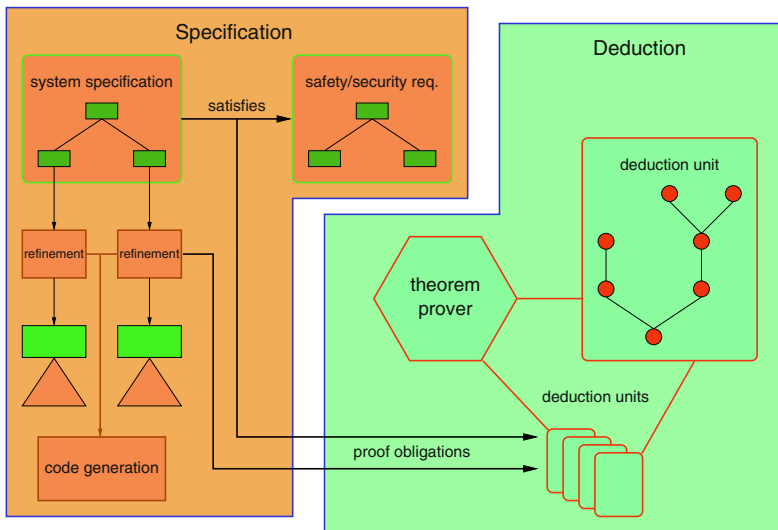 Specification
system specification
safety/security req.
satisfies
refinement
refinement
code generation
Deduction
deduction unit
theorem
prover
deduction units
proof obligations